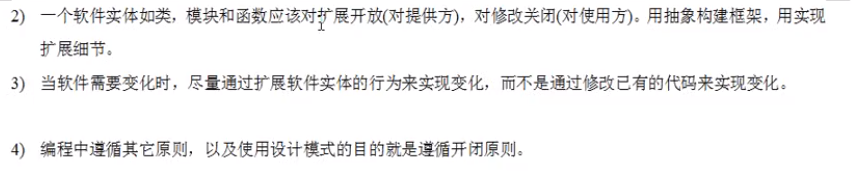 2) 一个软件实体如类，模块和函数应该对扩展开放(对提供方)，对修改关闭(对使用方)。用抽象构建框架，用实现
扩展细节。
3) 当软件需要变化时，尽量通过扩展软件实体的行为来实现变化，而不是通过修改已有的代码来实现变化。
4) 编程中遵循其它原则，以及使用设计模式的目的就是遵循开闭原则。